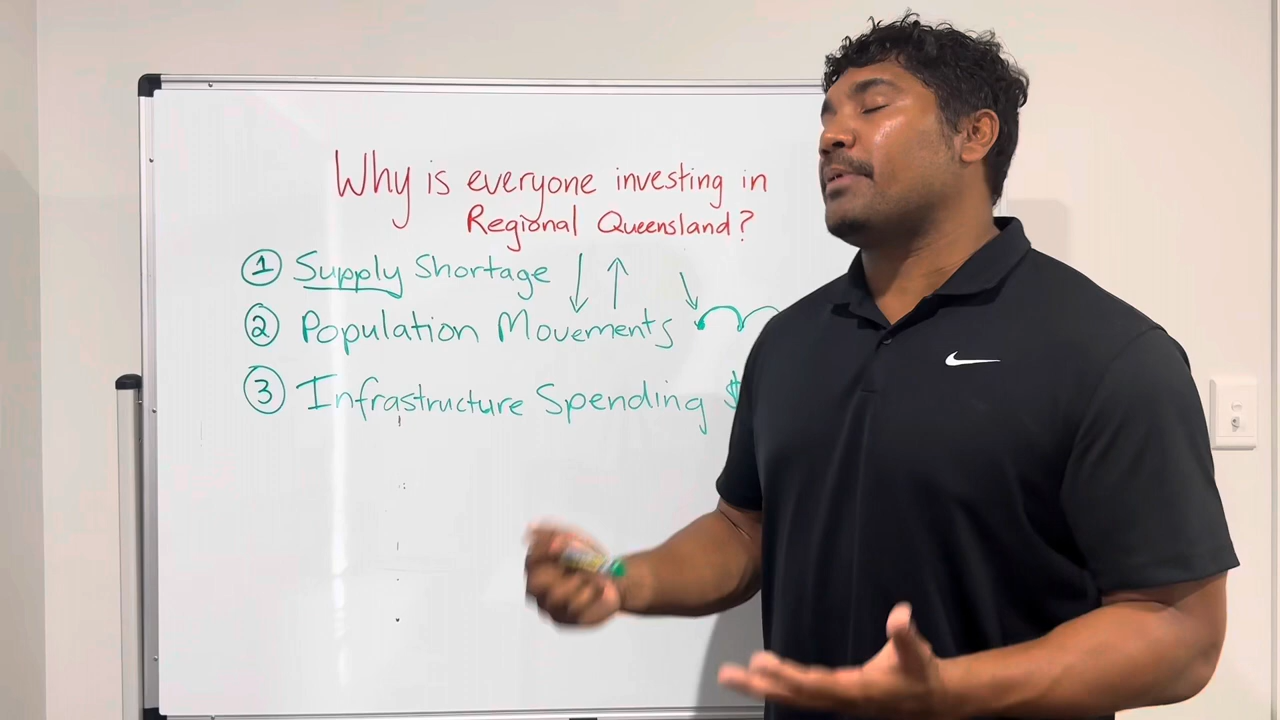 Why is everyone investing in
Regional Queensland?
1 Supply Shortage
2 Population Movements
3 Infrastructure Spending $